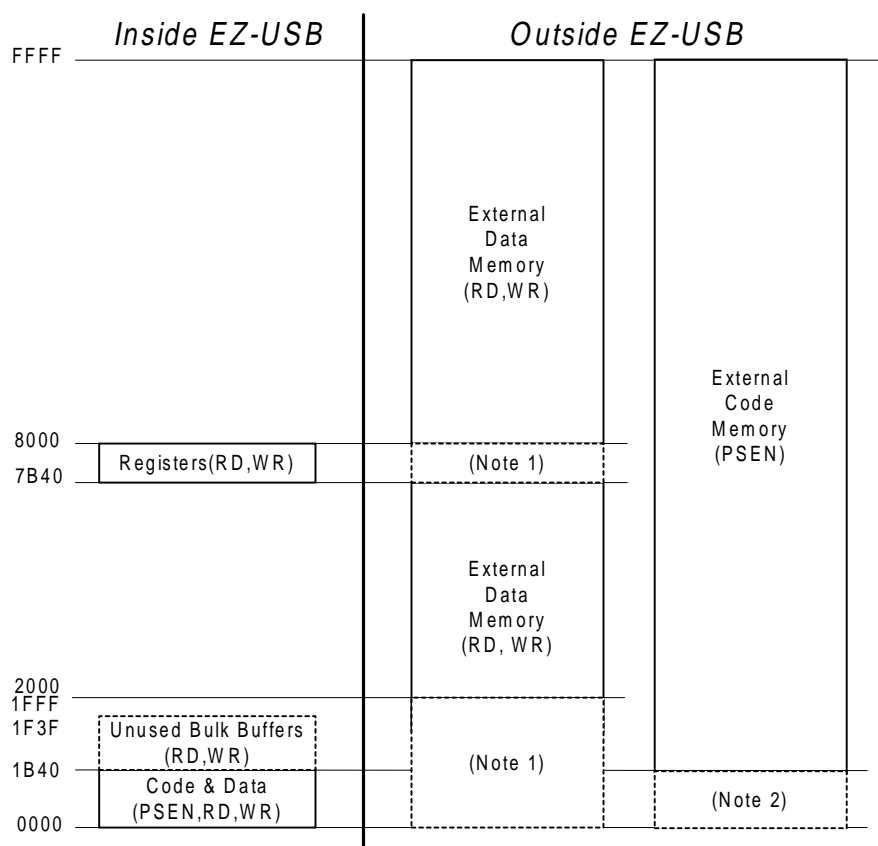 Inside EZ-USB
Outside EZ-USB
FFFF
External
Data
Memory
(RD,WR)
External
Code
Memory
(PSEN)
8000
Registers(RD,WR)
(Note 1)
7B40
External
Data
Memory
(RD, WR)
2000
1FFF
1F3F
Unused Bulk Buffers
(RD,WR)
(Note 1)
1B40
Code & Data
(PSEN,RD,WR)
(Note 2)
0000